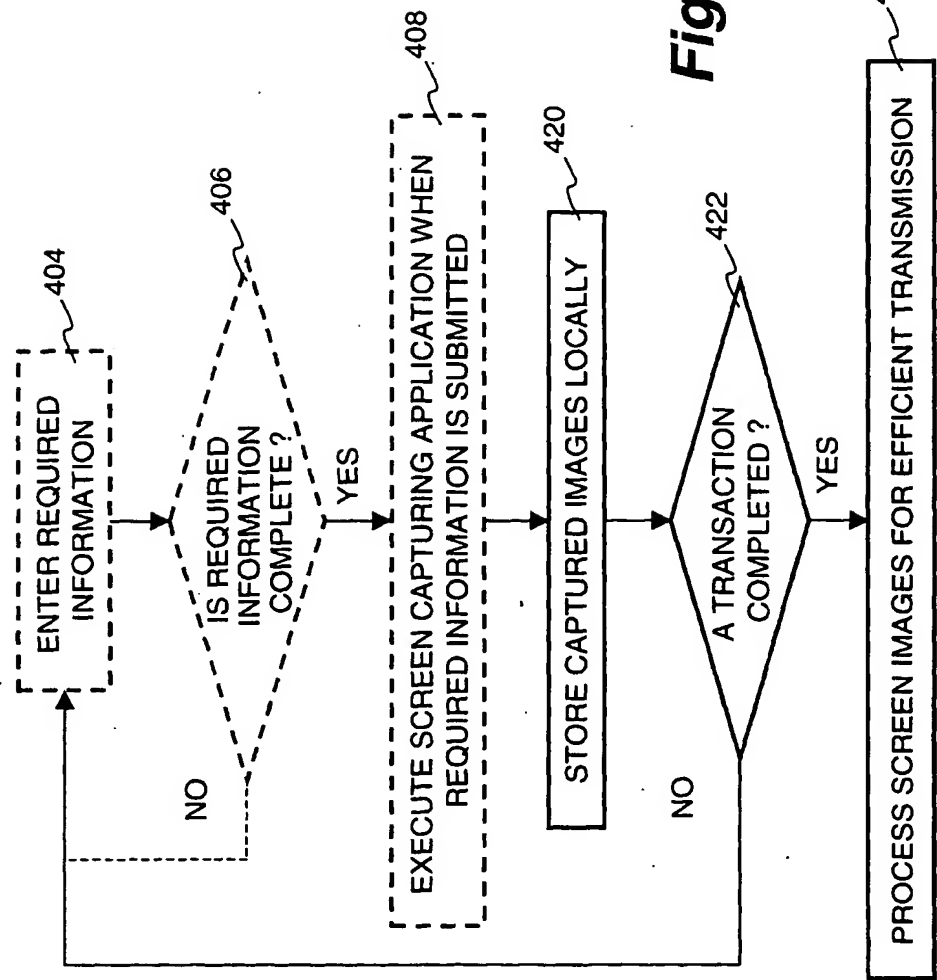 404
ENTER REQUIRED
INFORMATION
406
IS REQUIRED
INFORMATION
COMPLETE ?
NO
YES
408
EXECUTE SCREEN CAPTURING APPLICATION WHEN
REQUIRED INFORMATION IS SUBMITTED
420
STORE CAPTURED IMAGES LOCALLY
422
A TRANSACTION
COMPLETED ?
NO
YES
PROCESS SCREEN IMAGES FOR EFFICIENT TRANSMISSION
Fig